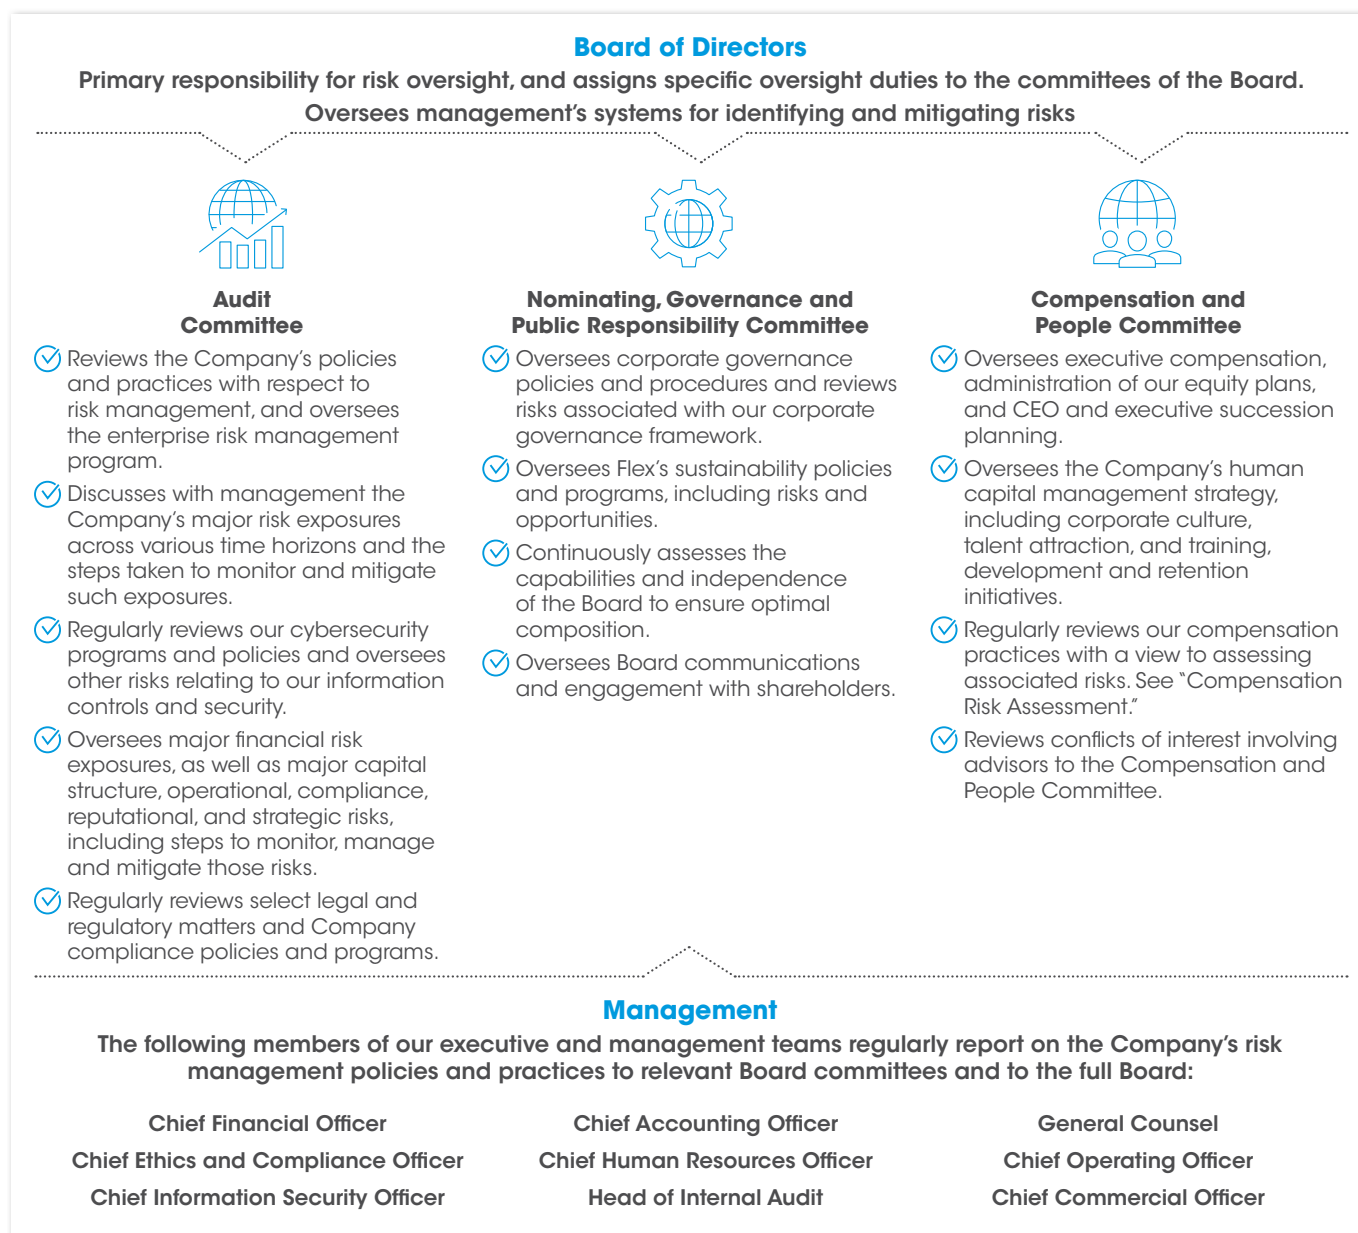 Board of Directors
Primary responsibility for risk oversight, and assigns specific oversight duties to the committees of the Board.
Oversees management’s systems for identifying and mitigating risks
Audit
Committee
Reviews the Company’s policies
and practices with respect to
risk management, and oversees
the enterprise risk management
program.
Discusses with management the
Company’s major risk exposures
across various time horizons and the
steps taken to monitor and mitigate
such exposures.
Regularly reviews our cybersecurity
programs and policies and oversees
other risks relating to our information
controls and security.
Oversees major financial risk
exposures, as well as major capital
structure, operational, compliance,
reputational, and strategic risks,
including steps to monitor, manage
and mitigate those risks.
Regularly reviews select legal and
regulatory matters and Company
compliance policies and programs.
Nominating, Governance and
Public Responsibility Committee
Oversees corporate governance
policies and procedures and reviews
risks associated with our corporate
governance framework.
Oversees Flex’s sustainability policies
and programs, including risks and
opportunities.
Continuously assesses the
capabilities and independence
of the Board to ensure optimal
composition.
Oversees Board communications
and engagement with shareholders.
Compensation and
People Committee
Oversees executive compensation,
administration of our equity plans,
and CEO and executive succession
planning.
Oversees the Company’s human
capital management strategy,
including corporate culture,
talent attraction, and training,
development and retention
initiatives.
Regularly reviews our compensation
practices with a view to assessing
associated risks. See “Compensation
Risk Assessment.”
Reviews conflicts of interest involving
advisors to the Compensation and
People Committee.
Management
The following members of our executive and management teams regularly report on the Company’s risk
management policies and practices to relevant Board committees and to the full Board:
Chief Financial Officer
Chief Accounting Officer
General Counsel
Chief Ethics and Compliance Officer
Chief Human Resources Officer
Chief Operating Officer
Chief Information Security Officer
Head of Internal Audit
Chief Commercial Officer